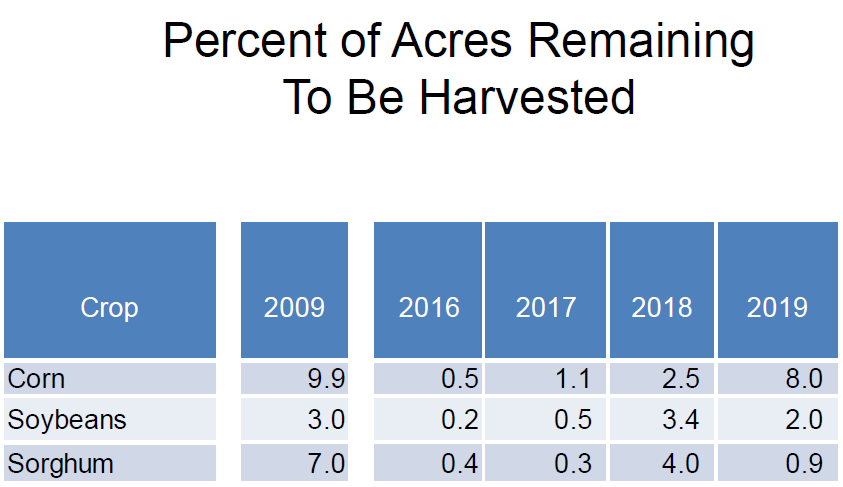 Percent of Acres Remaining
To Be Harvested
Crop 2009 2016 2017 2018 2019
Corn 9.9 0.5 1.1 2.5 8.0
Soybeans 3.0 0.2 0.5 3.4 2.0
Sorghum 7.0 0.4 0.3 4.0 0.9